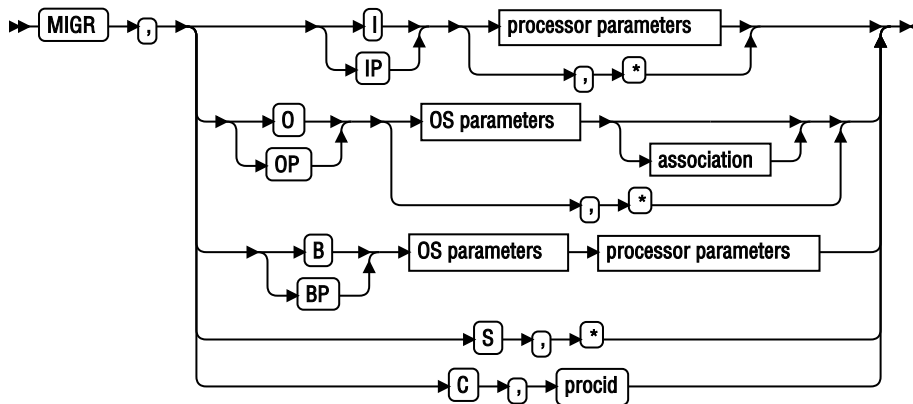 MIGR , I processor parameters
IP , *
O OS parameters
OP association
, *
B OS parameters processor parameters
BP
S , *
C , procid